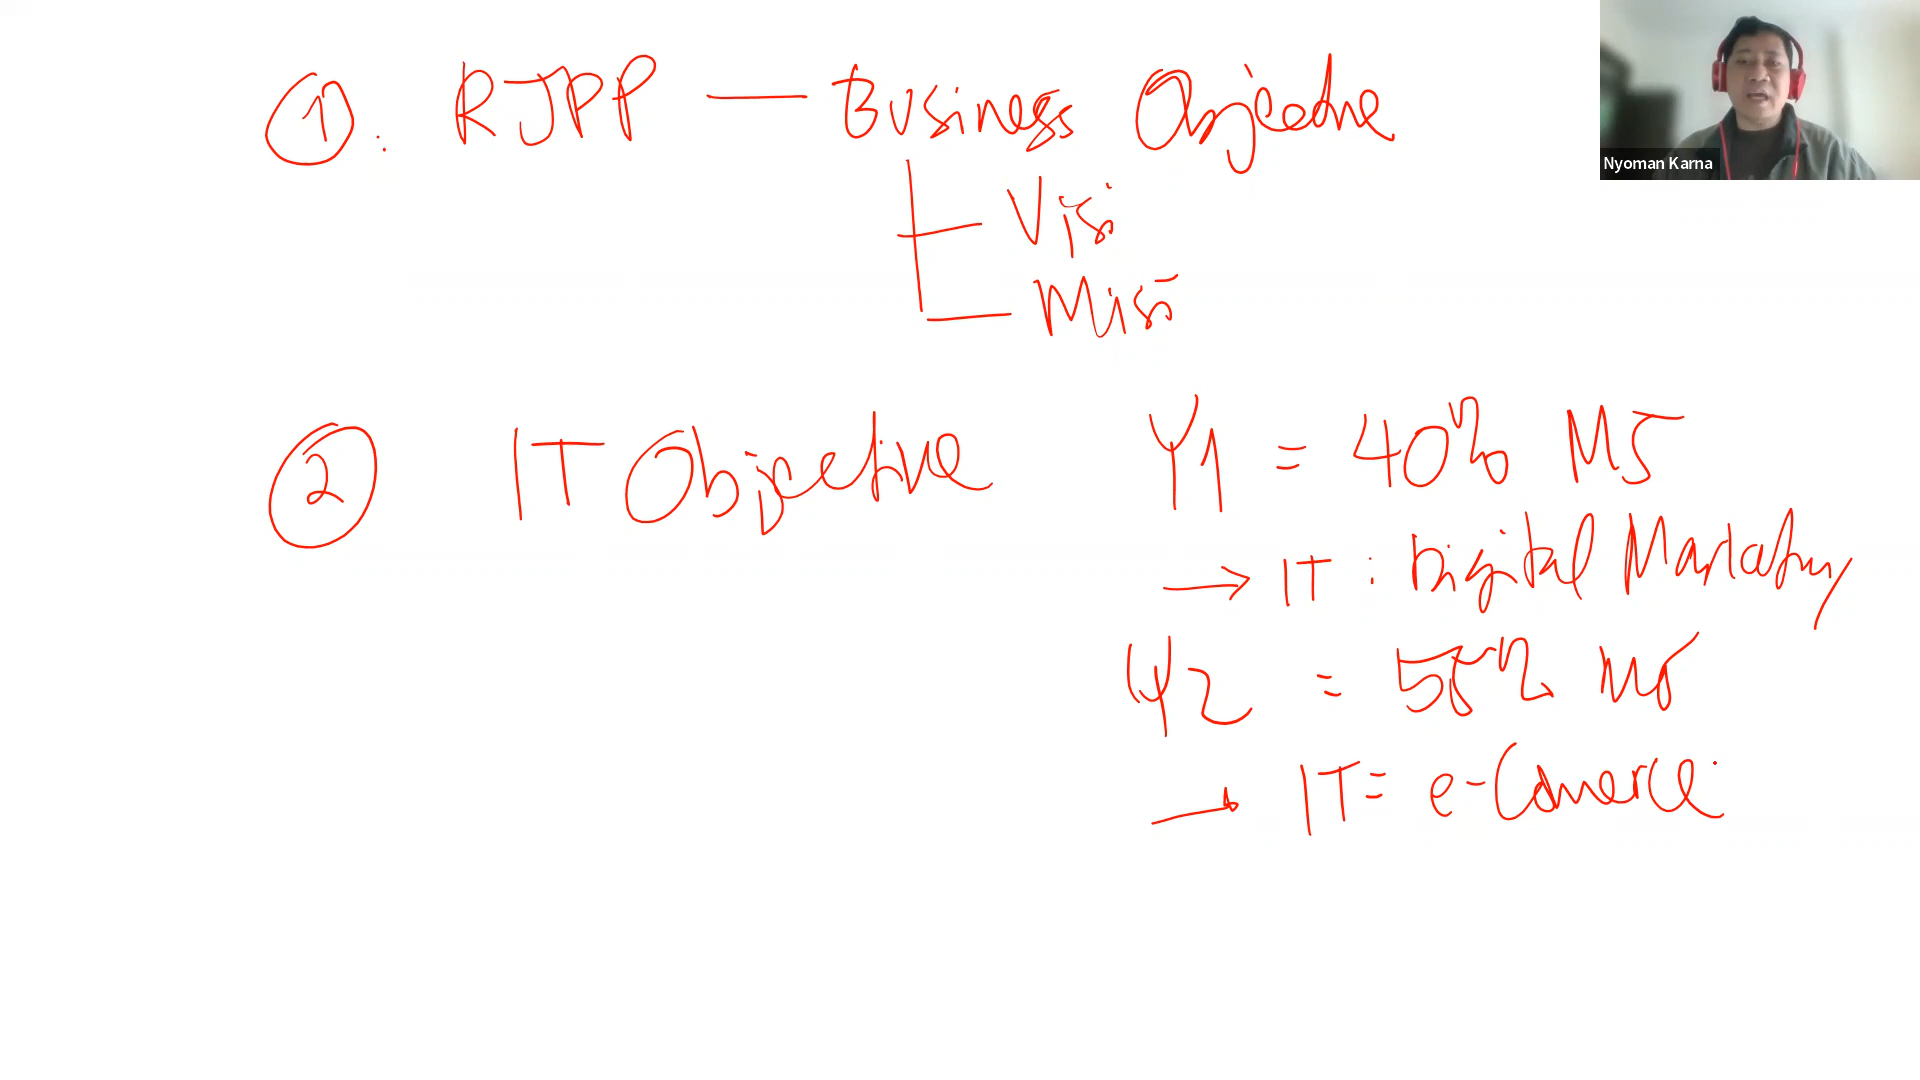 1. RJPP — Business Objective
Nyoman Karna
Visi
Misi
2 IT Objective
Y1 = 40% MS
→ IT : Digital Marketing
Y2 = 55% MS
→ IT = e-Comerce